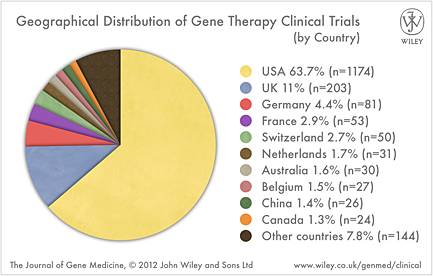 Geographical Distribution of Gene Therapy Clinical Trials
(by Country)
WILEY
USA 63.7% (n=1174)
UK 11% (n=203)
Germany 4.4% (n=81)
France 2.9% (n=53)
Switzerland 2.7% (n=50)
Netherlands 1.7% (n=31)
Australia 1.6% (n=30)
Belgium 1.5% (n=27)
China 1.4% (n=26)
Canada 1.3% (n=24)
Other countries 7.8% (n=144)
The Journal of Gene Medicine, © 2012 John Wiley and Sons Ltd
www.wiley.co.uk/genmed/clinical